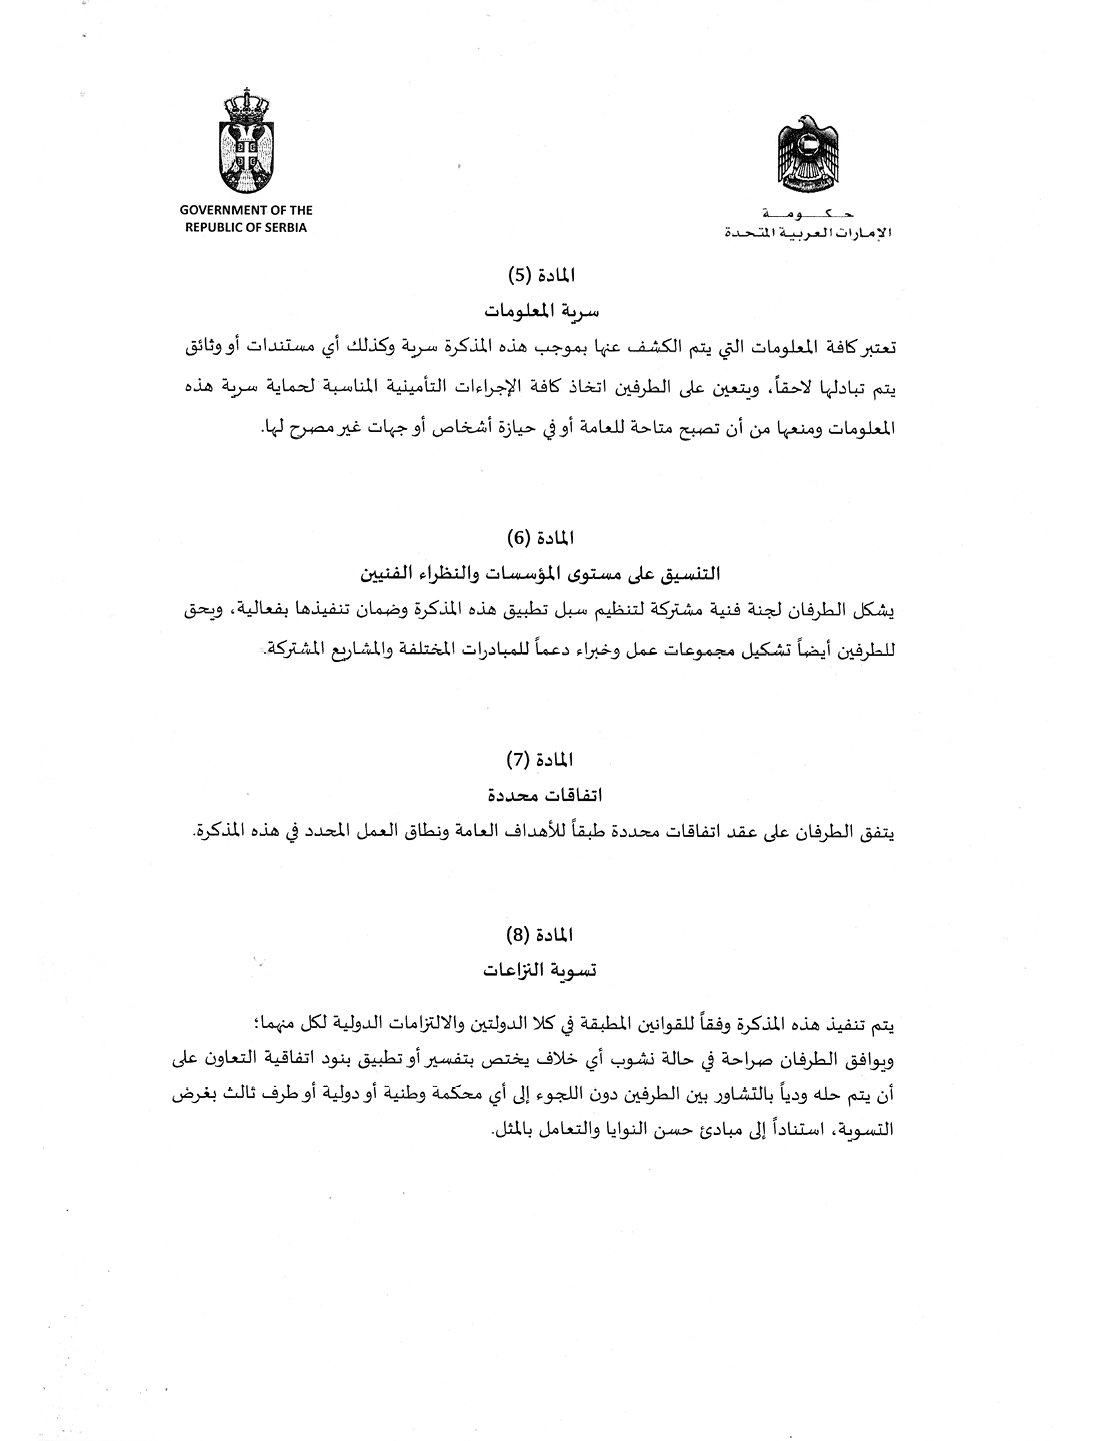 GOVERNMENT OF THE
REPUBLIC OF SERBIA
حكومة
الإمارات العربية المتحدة
المادة (5)
سرية المعلومات
تعتبر كافة المعلومات التي يتم الكشف عنها بموجب هذه المذكرة سرية وكذلك أي مستندات أو وثائق
يتم تبادلها لاحقاً، ويتعين على الطرفين اتخاذ كافة الإجراءات التأمينية المناسبة لحماية سرية هذه
المعلومات ومنعها من أن تصبح متاحة للعامة أو في حيازة أشخاص أو جهات غير مصرح لها.
المادة (6)
التنسيق على مستوى المؤسسات والنظراء الفنيين
يشكل الطرفان لجنة فنية مشتركة لتنظيم سبل تطبيق هذه المذكرة وضمان تنفيذها بفعالية، ويحق
للطرفين أيضاً تشكيل مجموعات عمل وخبراء دعماً للمبادرات المختلفة والمشاريع المشتركة.
المادة (7)
اتفاقات محددة
يتفق الطرفان على عقد اتفاقات محددة طبقاً للأهداف العامة ونطاق العمل المحدد في هذه المذكرة.
المادة (8)
تسوية النزاعات
يتم تنفيذ هذه المذكرة وفقاً للقوانين المطبقة في كلا الدولتين والالتزامات الدولية لكل منهما؛
ويوافق الطرفان صراحة في حالة نشوب أي خلاف يختص بتفسير أو تطبيق بنود اتفاقية التعاون على
أن يتم حله ودياً بالتشاور بين الطرفين دون اللجوء إلى أي محكمة وطنية أو دولية أو طرف ثالث بغرض
التسوية، استناداً إلى مبادئ حسن النوايا والتعامل بالمثل.